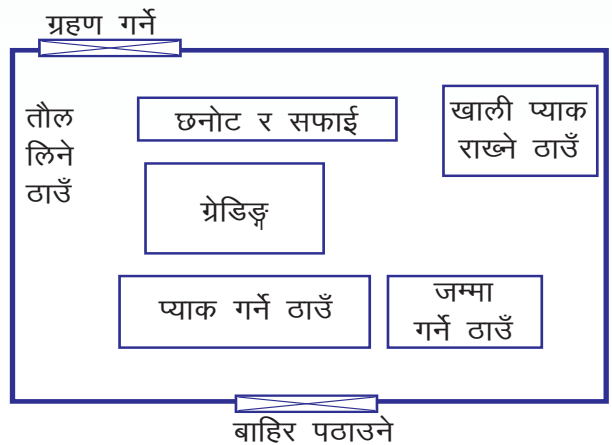 ग्रहण गर्ने
तौल
लिने
ठाउँ
छनोट र सफाई
खाली प्याक
राख्ने ठाउँ
ग्रेडिङ्ग
प्याक गर्ने ठाउँ
जम्मा
गर्ने ठाउँ
बाहिर पठाउने